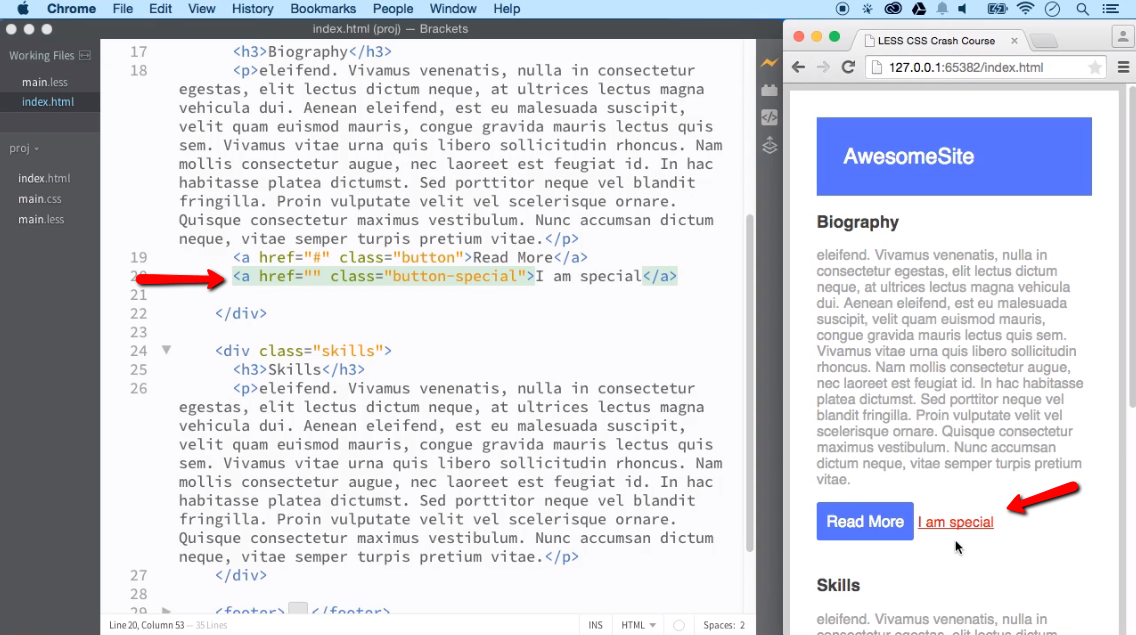 Chrome File Edit View History Bookmarks People Window Help
index.html (proj) — Brackets
Working Files
main.less
index.html
proj
index.html
main.css
main.less
17 <h3>Biography</h3>
18 <p>eleifend. Vivamus venenatis, nulla in consectetur
egestas, elit lectus dictum neque, at ultrices lectus magna
vehicula dui. Aenean eleifend, est eu malesuada suscipit,
velit quam euismod mauris, congue gravida mauris lectus quis
sem. Vivamus vitae urna quis libero sollicitudin rhoncus. Nam
mollis consectetur augue, nec laoreet est feugiat id. In hac
habitasse platea dictumst. Sed porttitor neque vel blandit
fringilla. Proin vulputate velit vel scelerisque ornare.
Quisque consectetur maximus vestibulum. Nunc accumsan dictum
neque, vitae semper turpis pretium vitae.</p>
19 <a href="#" class="button">Read More</a>
20 <a href="" class="button-special">I am special</a>
21
22 </div>
23
24 <div class="skills">
25 <h3>Skills</h3>
26 <p>eleifend. Vivamus venenatis, nulla in consectetur
egestas, elit lectus dictum neque, at ultrices lectus magna
vehicula dui. Aenean eleifend, est eu malesuada suscipit,
velit quam euismod mauris, congue gravida mauris lectus quis
sem. Vivamus vitae urna quis libero sollicitudin rhoncus. Nam
mollis consectetur augue, nec laoreet est feugiat id. In hac
habitasse platea dictumst. Sed porttitor neque vel blandit
fringilla. Proin vulputate velit vel scelerisque ornare.
Quisque consectetur maximus vestibulum. Nunc accumsan dictum
neque, vitae semper turpis pretium vitae.</p>
27 </div>
28
29 <footer>…</footer>
Line 20, Column 53 — 35 Lines
INS HTML Spaces: 2
LESS CSS Crash Course
127.0.0.1:65382/index.html
AwesomeSite
Biography
eleifend. Vivamus venenatis, nulla in
consectetur egestas, elit lectus dictum
neque, at ultrices lectus magna vehicula
dui. Aenean eleifend, est eu malesuada
suscipit, velit quam euismod mauris,
congue gravida mauris lectus quis sem.
Vivamus vitae urna quis libero sollicitudin
rhoncus. Nam mollis consectetur augue,
nec laoreet est feugiat id. In hac habitasse
platea dictumst. Sed porttitor neque vel
blandit fringilla. Proin vulputate velit vel
scelerisque ornare. Quisque consectetur
maximus vestibulum. Nunc accumsan
dictum neque, vitae semper turpis pretium
vitae.
Read More I am special
Skills
eleifend. Vivamus venenatis, nulla in